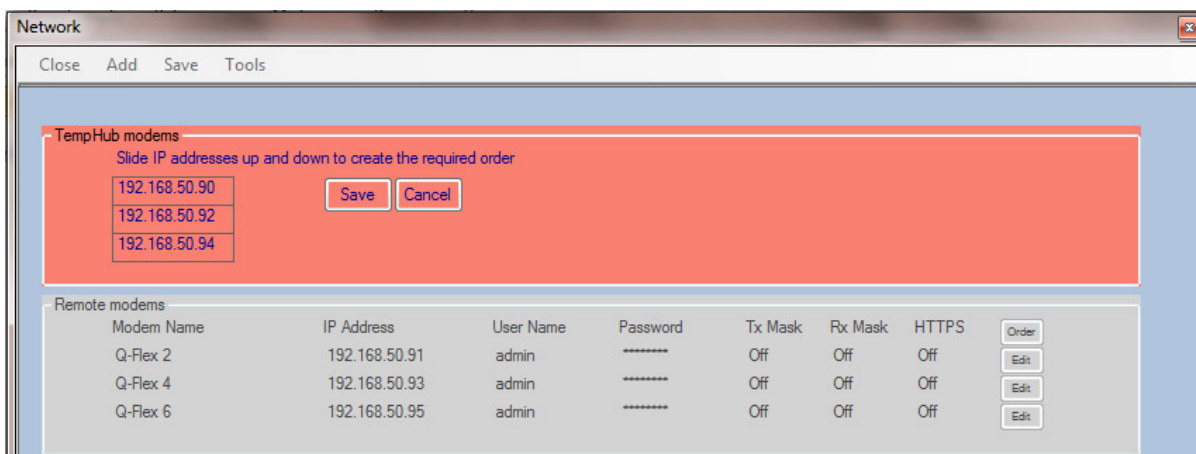 Network
Close Add Save Tools
TempHub modems
Slide IP addresses up and down to create the required order
192.168.50.90
Save Cancel
192.168.50.92
192.168.50.94
Remote modems
Modem Name IP Address User Name Password Tx Mask Rx Mask HTTPS Order
Q-Flex 2 192.168.50.91 admin ******** Off Off Off Edit
Q-Flex 4 192.168.50.93 admin ******** Off Off Off Edit
Q-Flex 6 192.168.50.95 admin ******** Off Off Off Edit